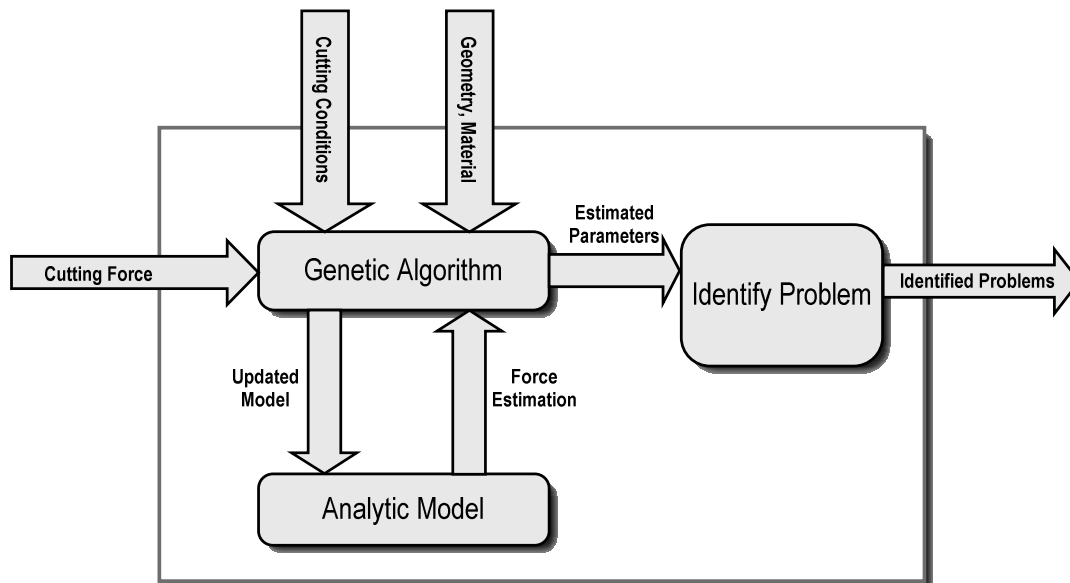 Cutting Conditions
Geometry, Material
Cutting Force
Genetic Algorithm
Estimated
Parameters
Identify Problem
Identified Problems
Updated
Model
Force
Estimation
Analytic Model